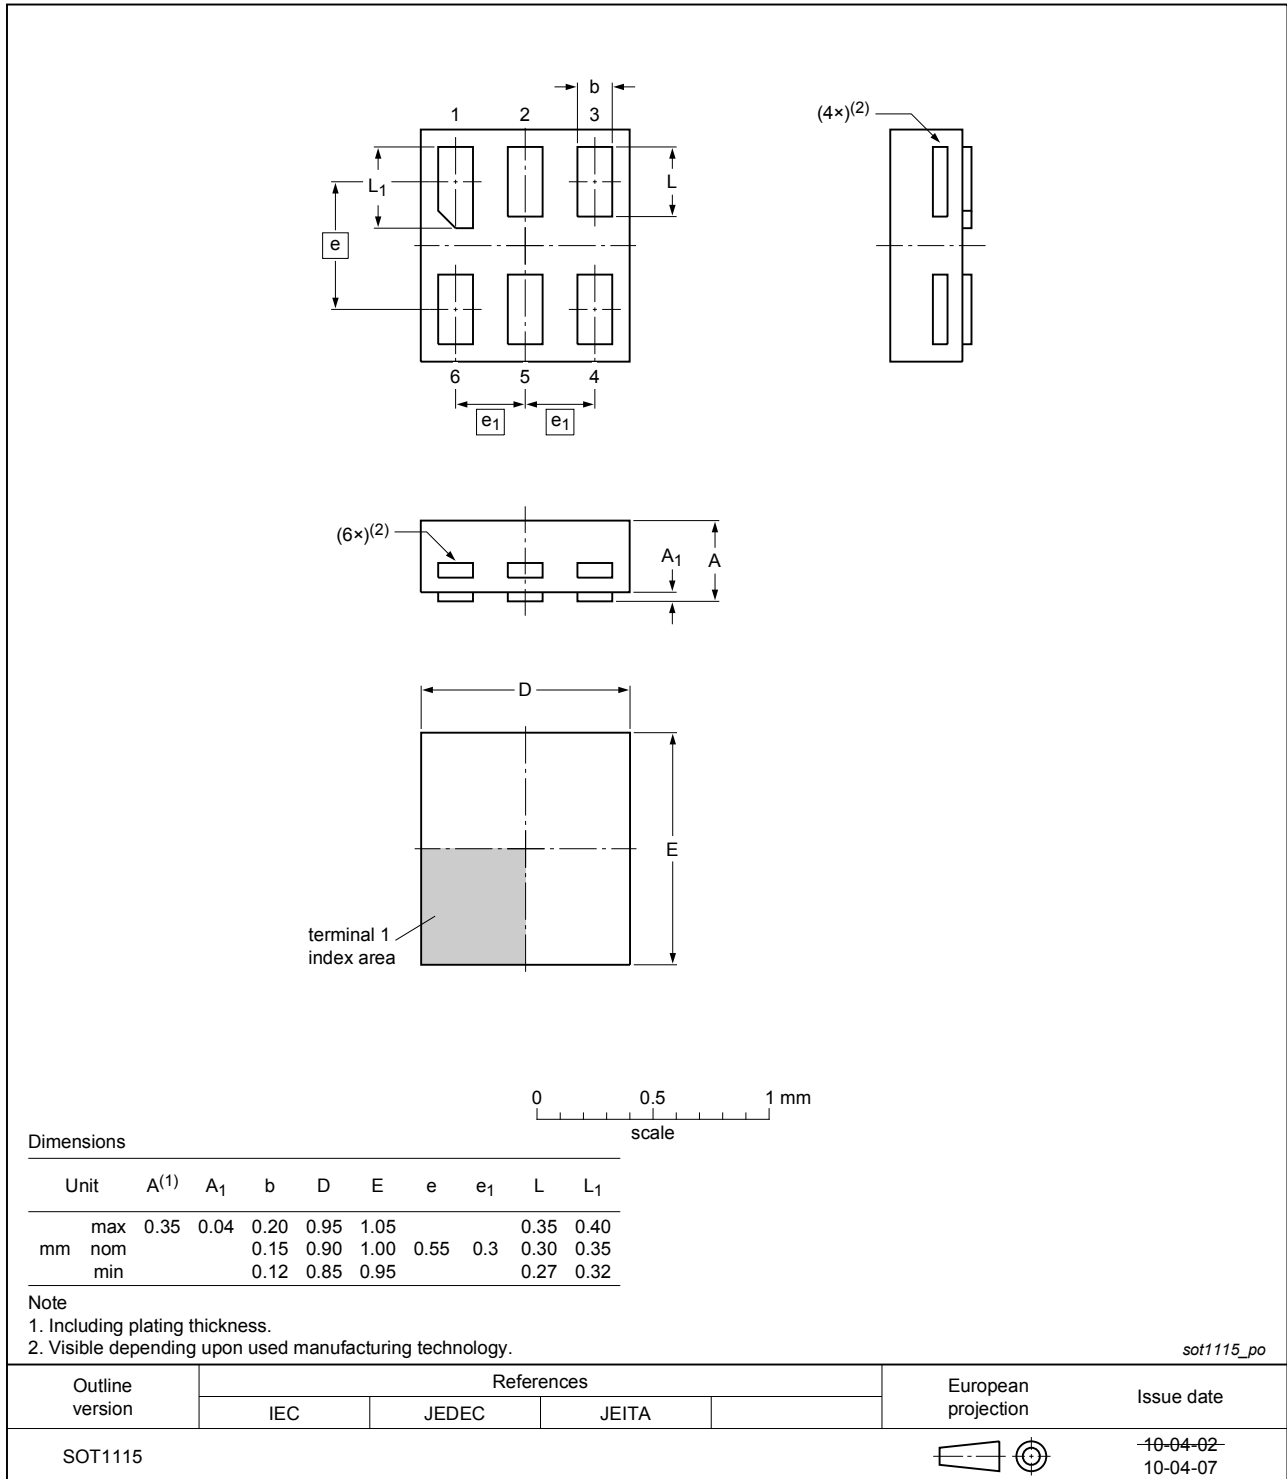 b
1 2 3
(4×)(2)
L1
L
e
6 5 4
e1 e1
(6×)(2)
A1 A
D
E
terminal 1
index area
0 0.5 1 mm
scale
Dimensions
Unit A(1) A1 b D E e e1 L L1
max 0.35 0.04 0.20 0.95 1.05 0.35 0.40
mm nom 0.15 0.90 1.00 0.55 0.3 0.30 0.35
min 0.12 0.85 0.95 0.27 0.32
Note
1. Including plating thickness.
2. Visible depending upon used manufacturing technology.
sot1115_po
Outline version
References
European projection
Issue date
IEC JEDEC JEITA
SOT1115
10-04-02
10-04-07